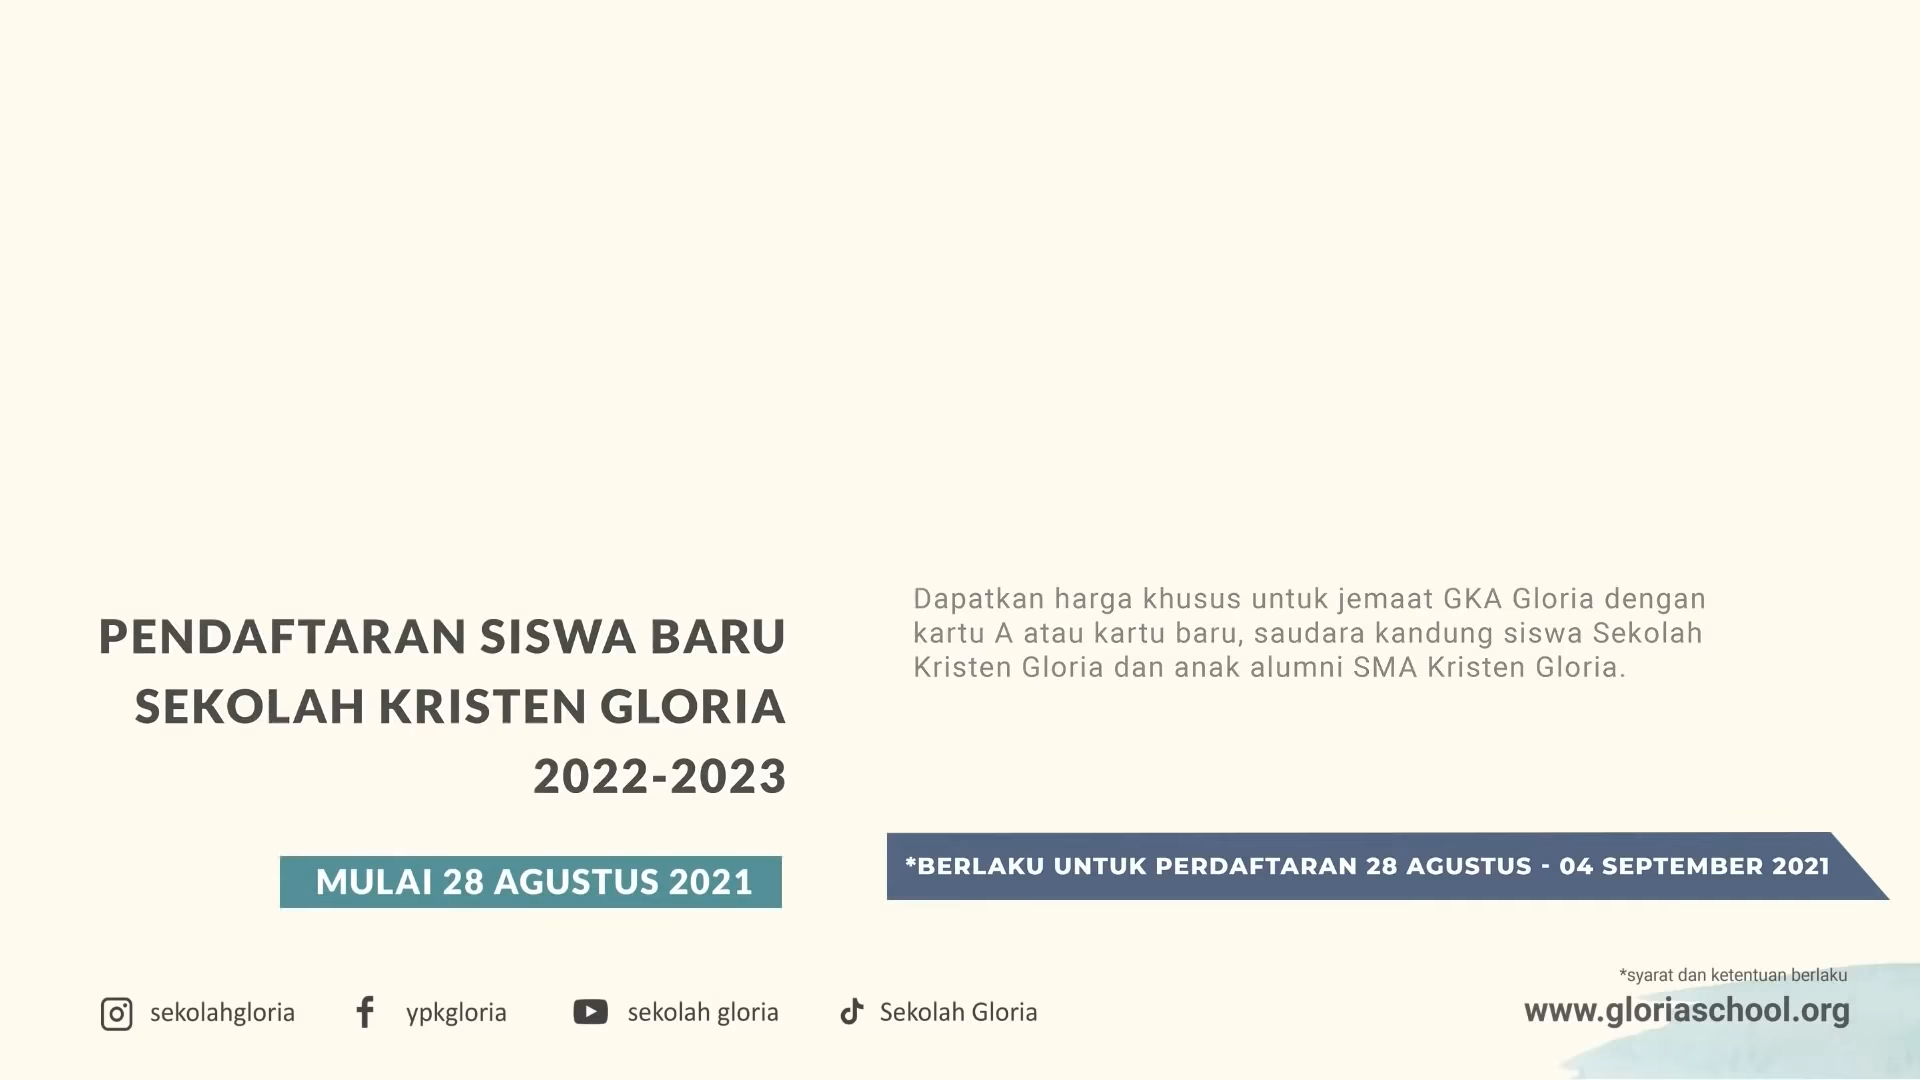 PENDAFTARAN SISWA BARU
SEKOLAH KRISTEN GLORIA
2022-2023
MULAI 28 AGUSTUS 2021
Dapatkan harga khusus untuk jemaat GKA Gloria dengan
kartu A atau kartu baru, saudara kandung siswa Sekolah
Kristen Gloria dan anak alumni SMA Kristen Gloria.
*BERLAKU UNTUK PERDAFTARAN 28 AGUSTUS - 04 SEPTEMBER 2021
sekolahgloria
ypkgloria
sekolah gloria
Sekolah Gloria
*syarat dan ketentuan berlaku
www.gloriaschool.org